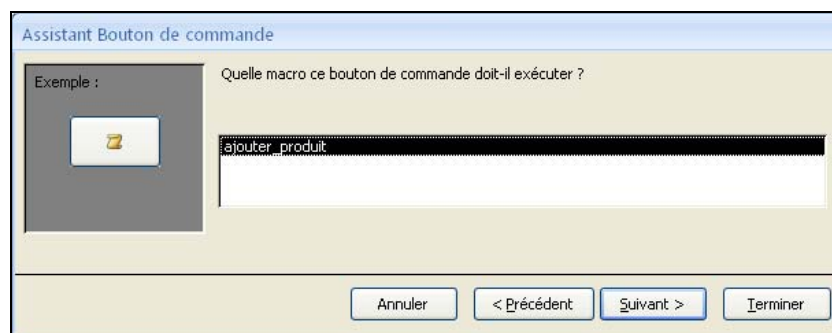 Assistant Bouton de commande
Exemple :
Quelle macro ce bouton de commande doit-il exécuter ?
ajouter_produit
Annuler
< Précédent
Suivant >
Terminer